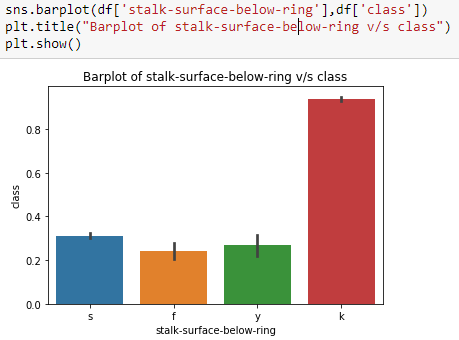 sns.barplot(df['stalk-surface-below-ring'],df['class'])
plt.title("Barplot of stalk-surface-below-ring v/s class")
plt.show()
Barplot of stalk-surface-below-ring v/s class
0.8
0.6
0.4
0.2
0.0
class
s f y k
stalk-surface-below-ring